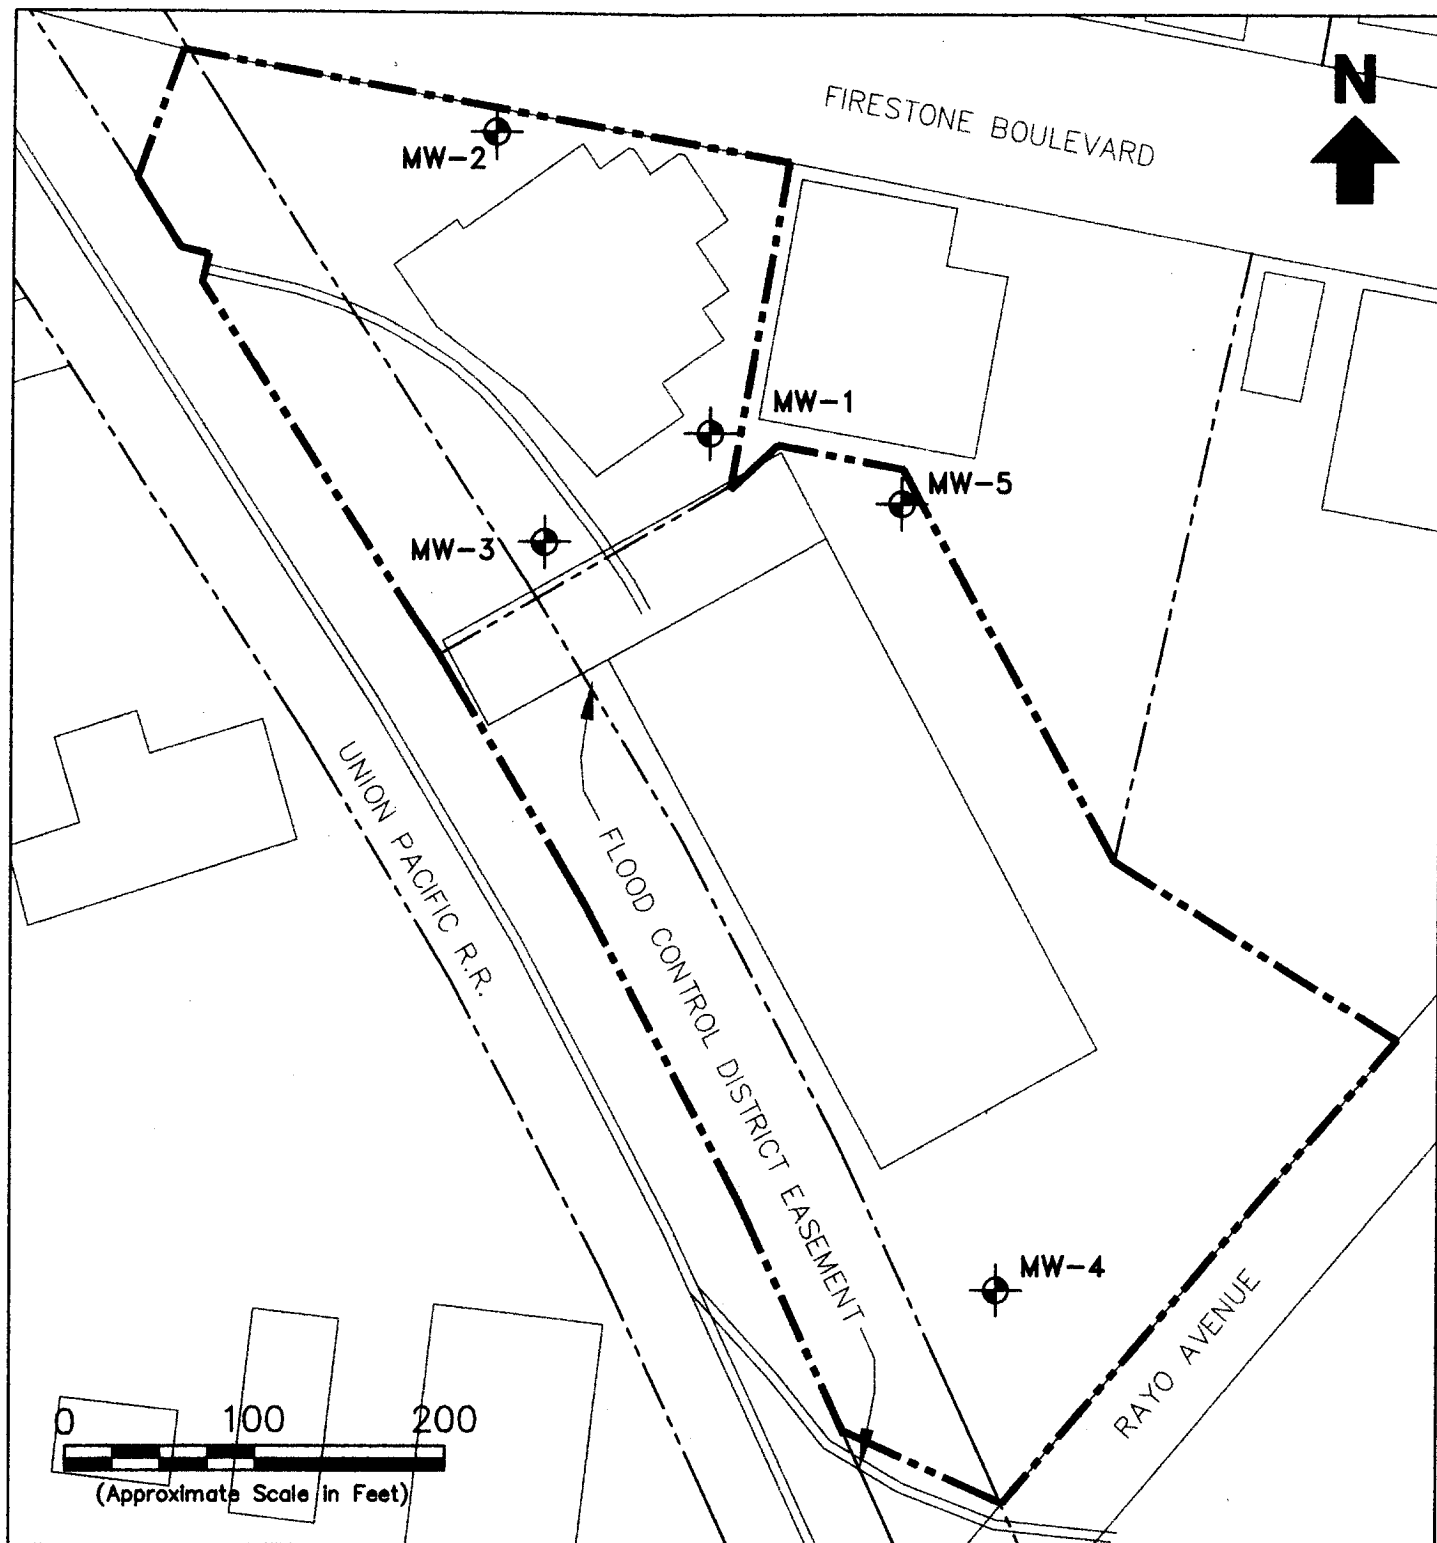 N
FIRESTONE BOULEVARD
MW-2
MW-1
MW-5
MW-3
UNION PACIFIC R.R.
FLOOD CONTROL DISTRICT EASEMENT
MW-4
RAYO AVENUE
0 100 200
(Approximate Scale in Feet)